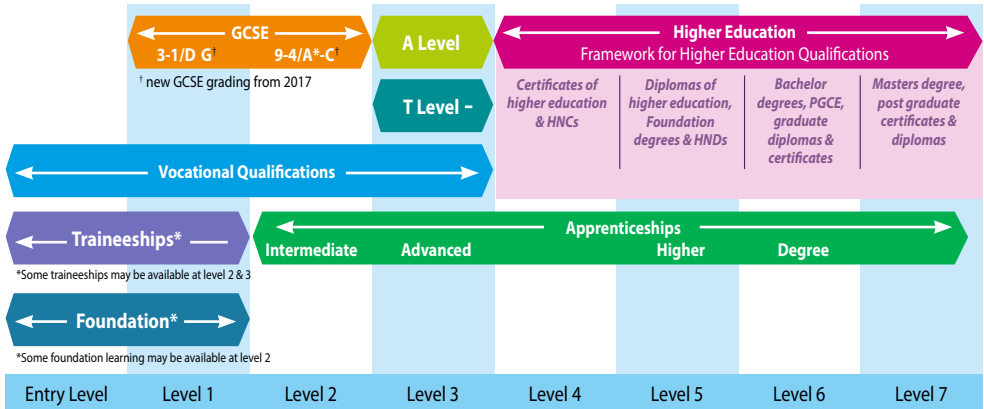 GCSE
3-1/D G†
9-4/A*-C†
† new GCSE grading from 2017
A Level
T Level –
Higher Education
Framework for Higher Education Qualifications
Certificates of
higher education
& HNCs
Diplomas of
higher education,
Foundation
degrees & HNDs
Bachelor
degrees, PGCE,
graduate
diplomas &
certificates
Masters degree,
post graduate
certificates &
diplomas
Vocational Qualifications
Traineeships*
*Some traineeships may be available at level 2 & 3
Apprenticeships
Intermediate
Advanced
Higher
Degree
Foundation*
*Some foundation learning may be available at level 2
Entry Level
Level 1
Level 2
Level 3
Level 4
Level 5
Level 6
Level 7